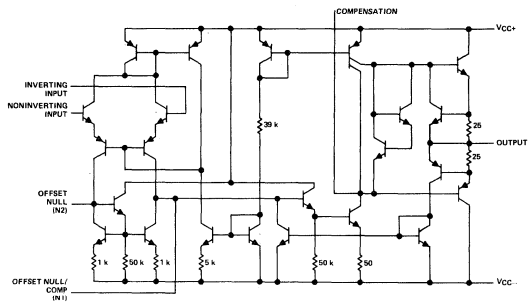 COMPENSATION
VCC+
INVERTING
INPUT
NONINVERTING
INPUT
39 k
25
OUTPUT
25
OFFSET
NULL
(N2)
1 k
50 k
1 k
5 k
50 k
50
OFFSET NULL/
COMP
(N1)
VCC-